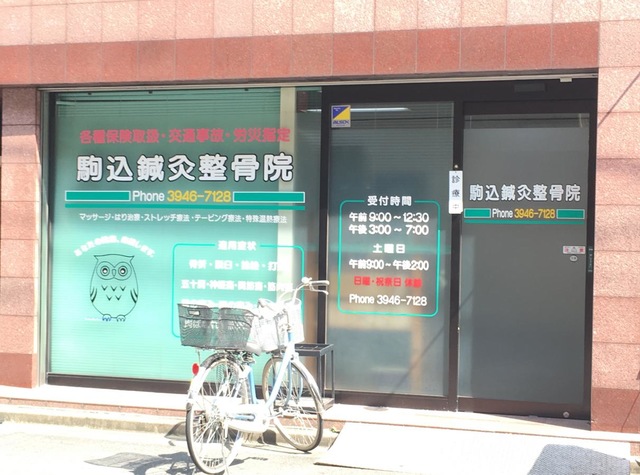 各種保険取扱・交通事故・労災指定
駒込鍼灸整骨院
Phone 3946-7128
マッサージ・はり治療・ストレッチ療法・テーピング療法・特殊温熱療法
適用症状
受付時間
午前 9:00～12:30
午後 3:00～7:00
土曜日
午前9:00～午後2:00
日曜・祝祭日 休診
Phone 3946-7128
診療中
駒込鍼灸整骨院
Phone 3946-7128